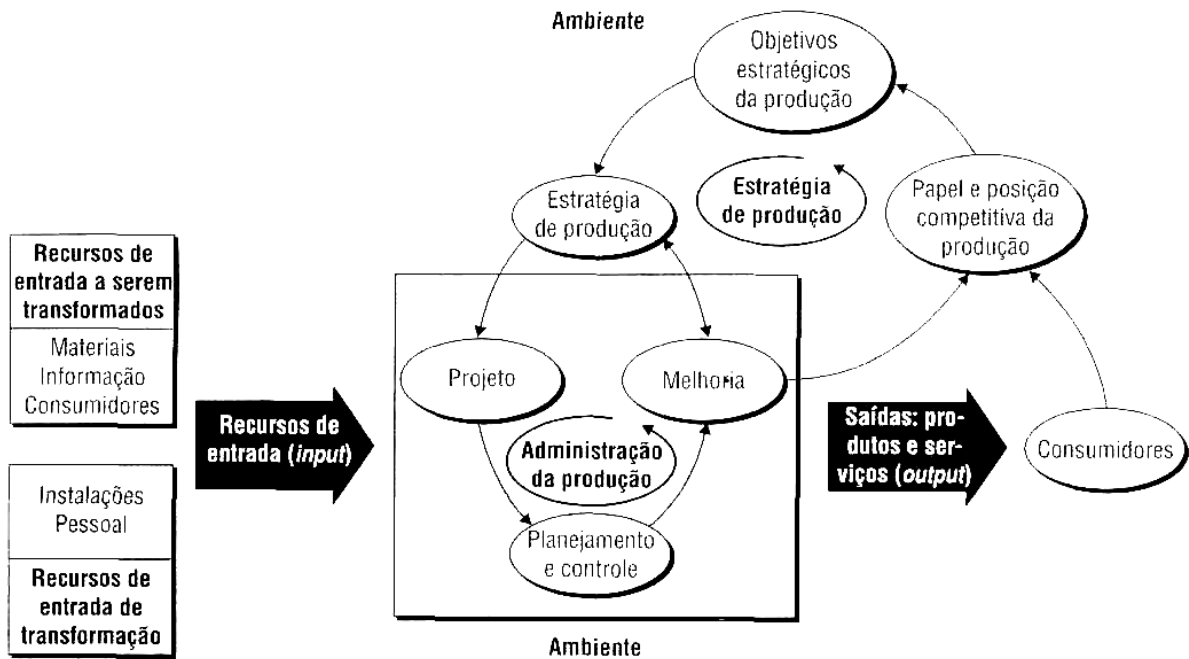 Ambiente
Objetivos
estratégicos
da produção
Estratégia
de produção
Estratégia
de produção
Papel e posição
competitiva da
produção
Recursos de
entrada a serem
transformados
Materiais
Informação
Consumidores
Instalações
Pessoal
Recursos de
entrada de
transformação
Recursos de
entrada (input)
Projeto
Melhoria
Administração
da produção
Planejamento
e controle
Saídas: pro-
dutos e ser-
viços (output)
Consumidores
Ambiente